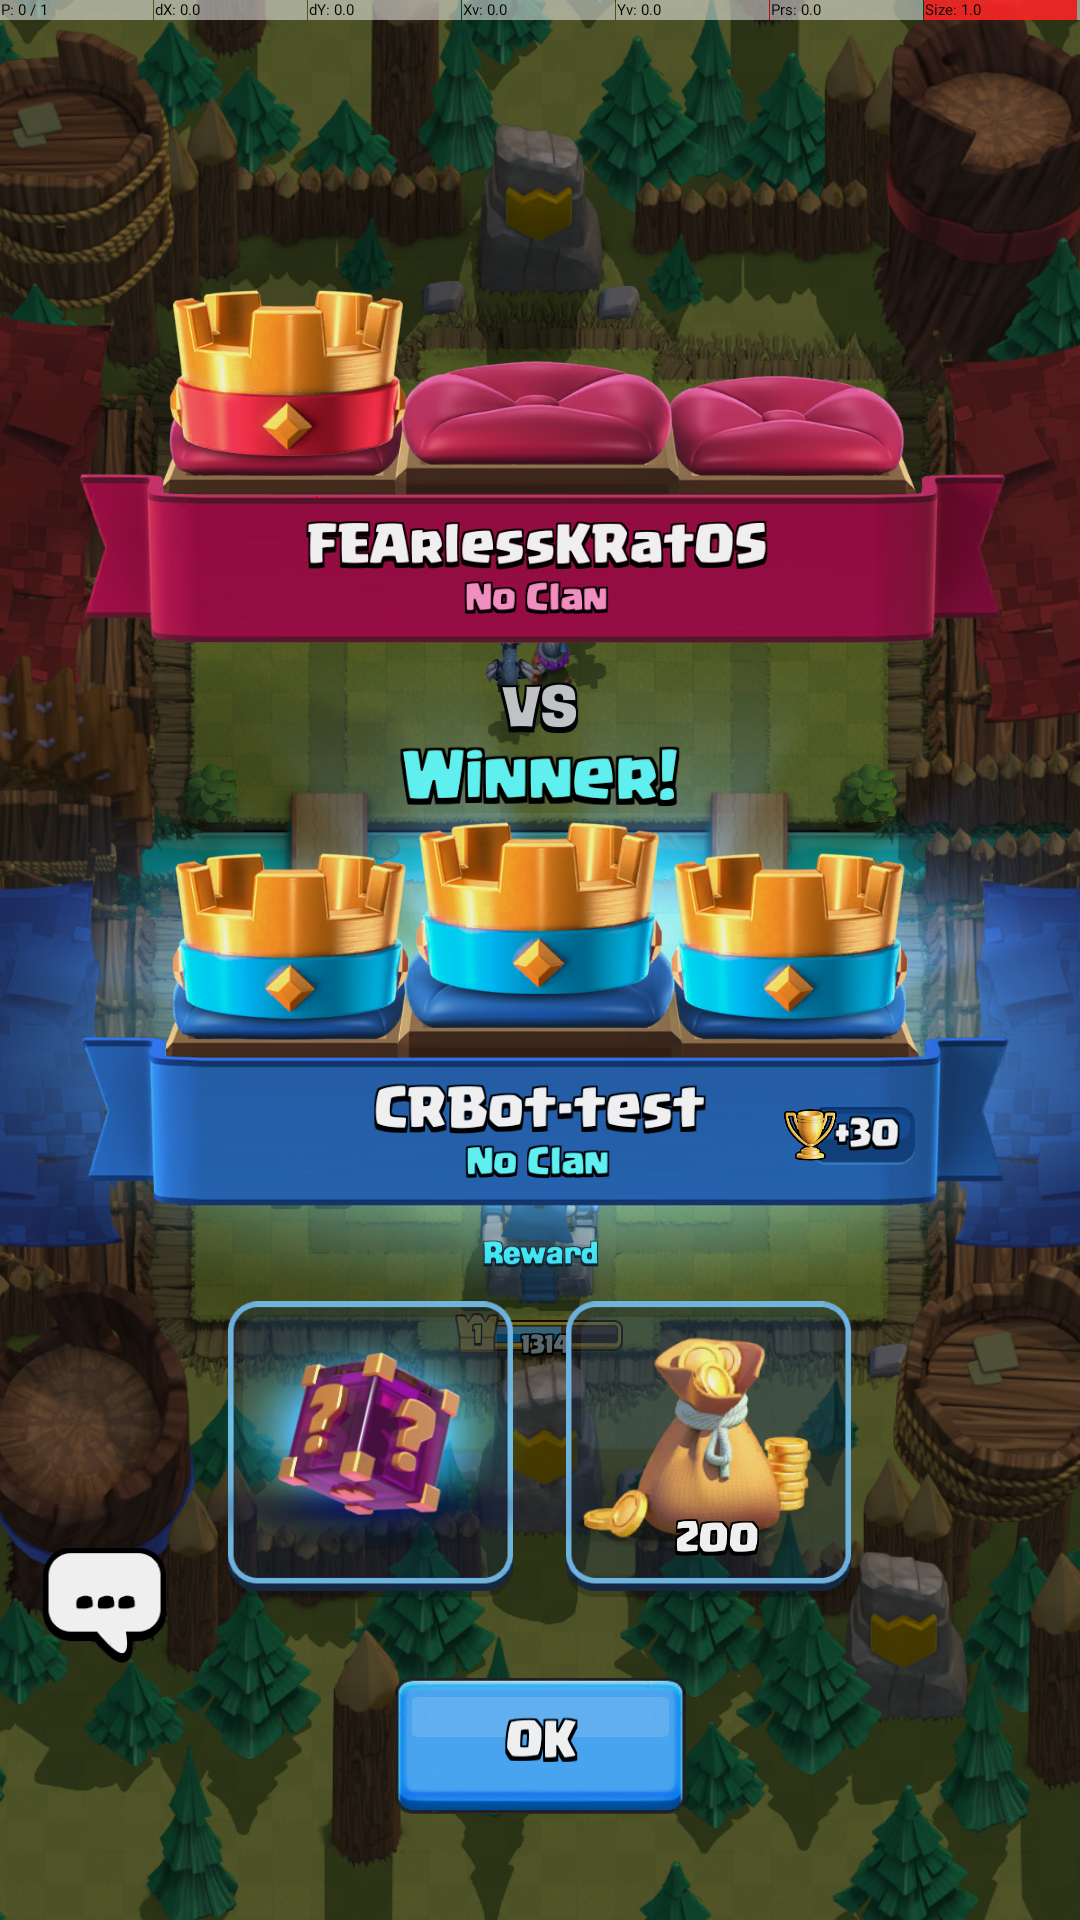 P: 0 / 1 dX: 0.0 dY: 0.0 Xv: 0.0 Yv: 0.0 Prs: 0.0 Size: 1.0
FEArlessKRatOS
No Clan
VS
Winner!
CRBot-test
+30
No Clan
Reward
1 1314
? ?
200
...
OK